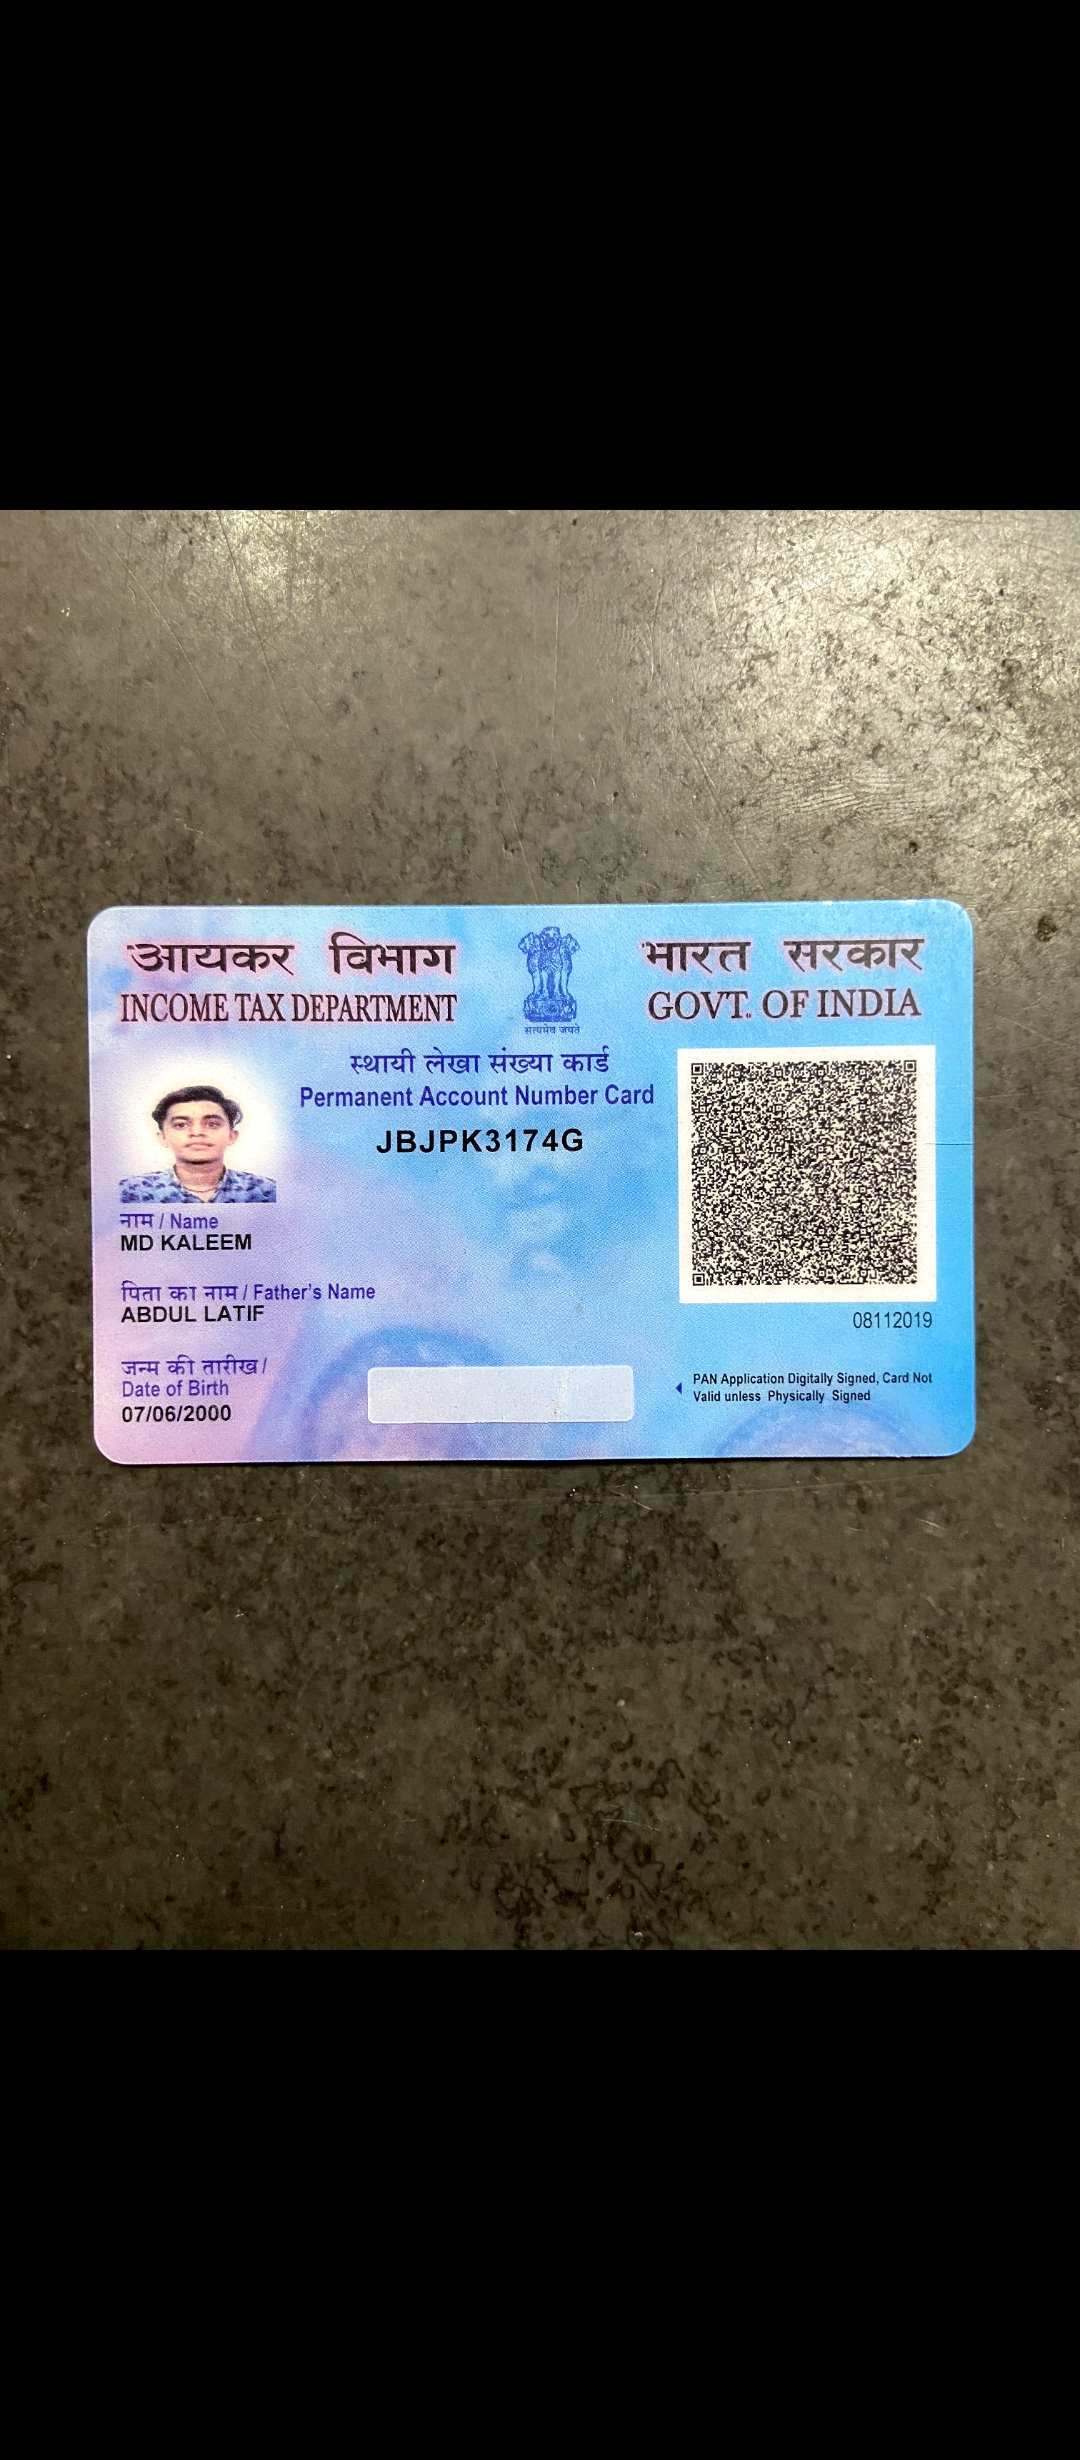 आयकर विभाग
INCOME TAX DEPARTMENT
सत्यमेव जयते
भारत सरकार
GOVT. OF INDIA
स्थायी लेखा संख्या कार्ड
Permanent Account Number Card
JBJPK3174G
नाम / Name
MD KALEEM
पिता का नाम / Father's Name
ABDUL LATIF
जन्म की तारीख /
Date of Birth
07/06/2000
08112019
PAN Application Digitally Signed, Card Not
Valid unless Physically Signed